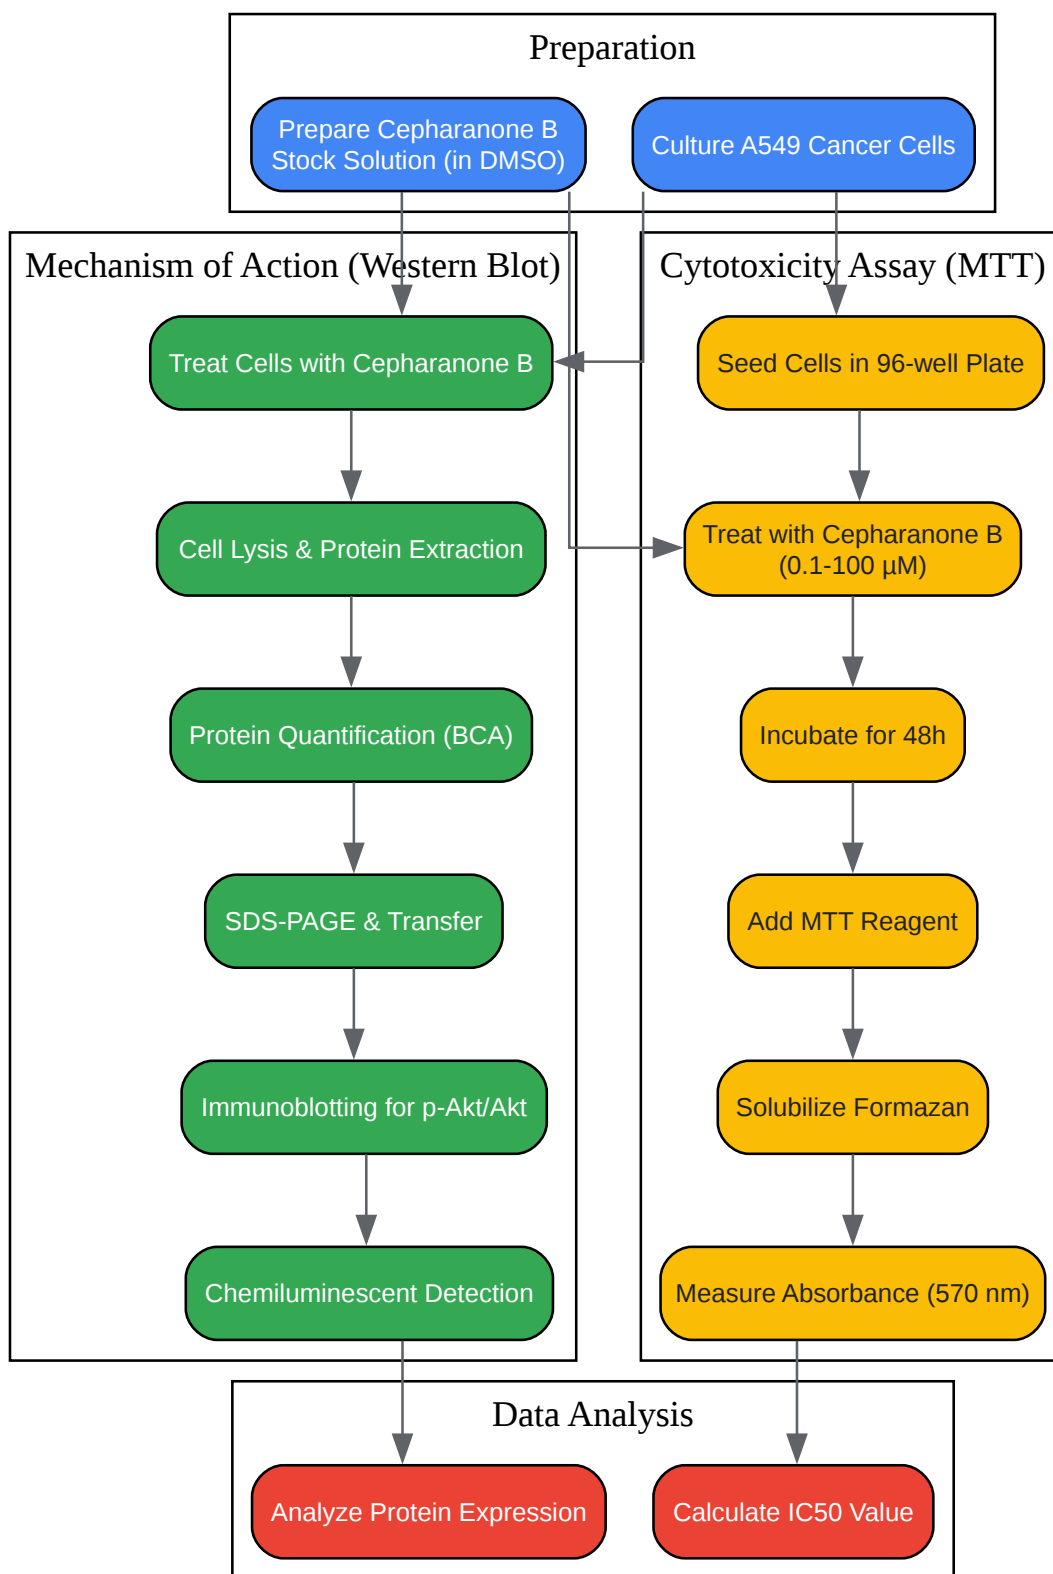 Preparation
Prepare Cepharanone B
Stock Solution (in DMSO)
Culture A549 Cancer Cells
Mechanism of Action (Western Blot)
Treat Cells with Cepharanone B
Cell Lysis & Protein Extraction
Protein Quantification (BCA)
SDS-PAGE & Transfer
Immunoblotting for p-Akt/Akt
Chemiluminescent Detection
Cytotoxicity Assay (MTT)
Seed Cells in 96-well Plate
Treat with Cepharanone B
(0.1-100 µM)
Incubate for 48h
Add MTT Reagent
Solubilize Formazan
Measure Absorbance (570 nm)
Data Analysis
Analyze Protein Expression
Calculate IC50 Value